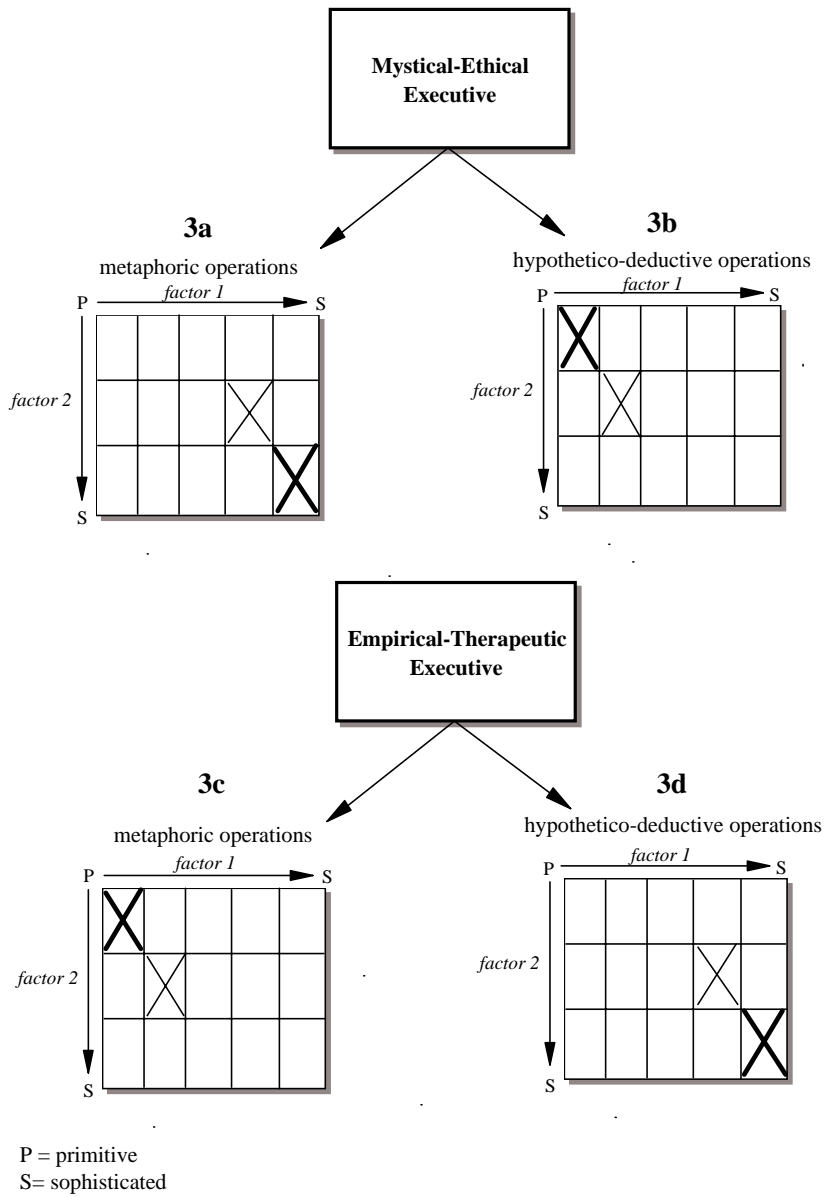 Mystical-Ethical
Executive
3a
3b
metaphoric operations
hypothetico-deductive operations
factor 1
factor 1
P
S
P
S
factor 2
factor 2
S
S
Empirical-Therapeutic
Executive
3c
3d
metaphoric operations
hypothetico-deductive operations
factor 1
factor 1
P
S
P
S
factor 2
factor 2
S
S
P = primitive
S= sophisticated